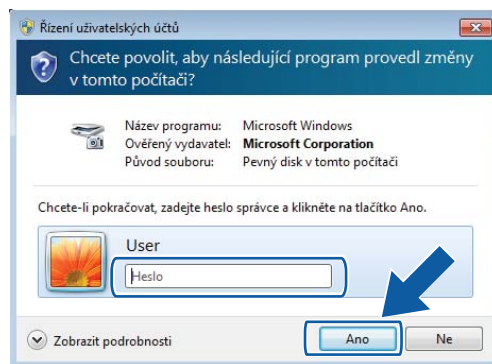 Řízení uživatelských účtů
Chcete povolit, aby následující program provedl změny
v tomto počítači?
Název programu: Microsoft Windows
Ověřený vydavatel: Microsoft Corporation
Původ souboru: Pevný disk v tomto počítači
Chcete-li pokračovat, zadejte heslo správce a klikněte na tlačítko Ano.
User
Heslo
Zobrazit podrobnosti
Ano
Ne